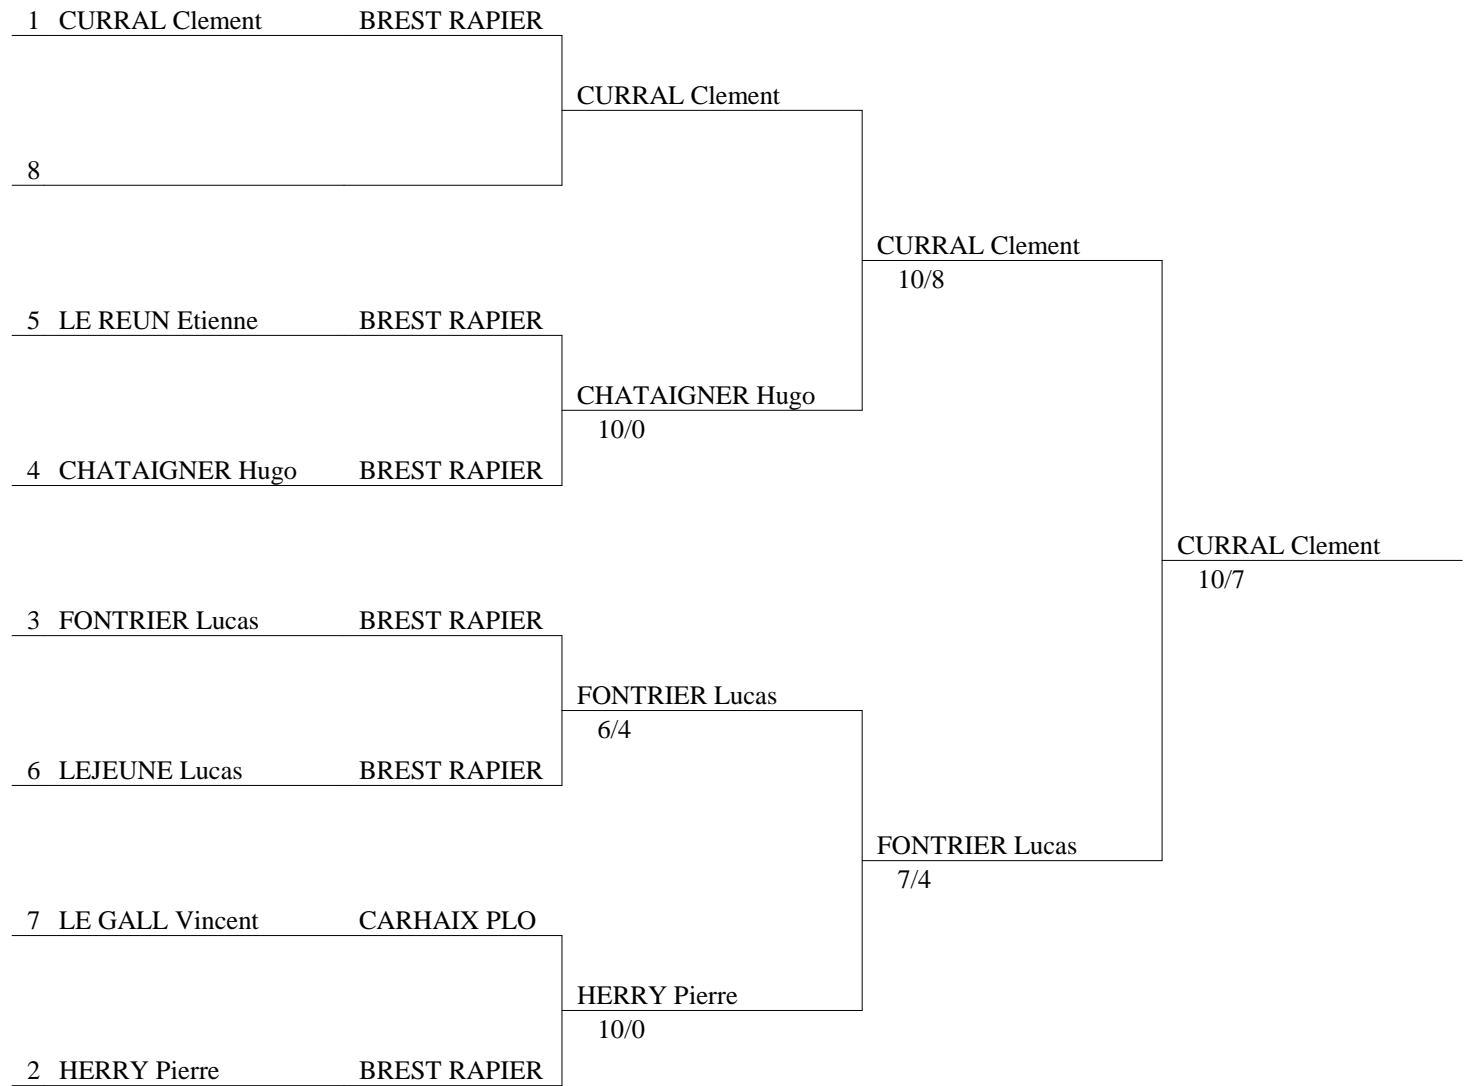 1 CURRAL Clement BREST RAPIER
CURRAL Clement
8
CURRAL Clement
10/8
5 LE REUN Etienne BREST RAPIER
CHATAIGNER Hugo
10/0
4 CHATAIGNER Hugo BREST RAPIER
CURRAL Clement
10/7
3 FONTRIER Lucas BREST RAPIER
FONTRIER Lucas
6/4
6 LEJEUNE Lucas BREST RAPIER
FONTRIER Lucas
7/4
7 LE GALL Vincent CARHAIX PLO
HERRY Pierre
10/0
2 HERRY Pierre BREST RAPIER